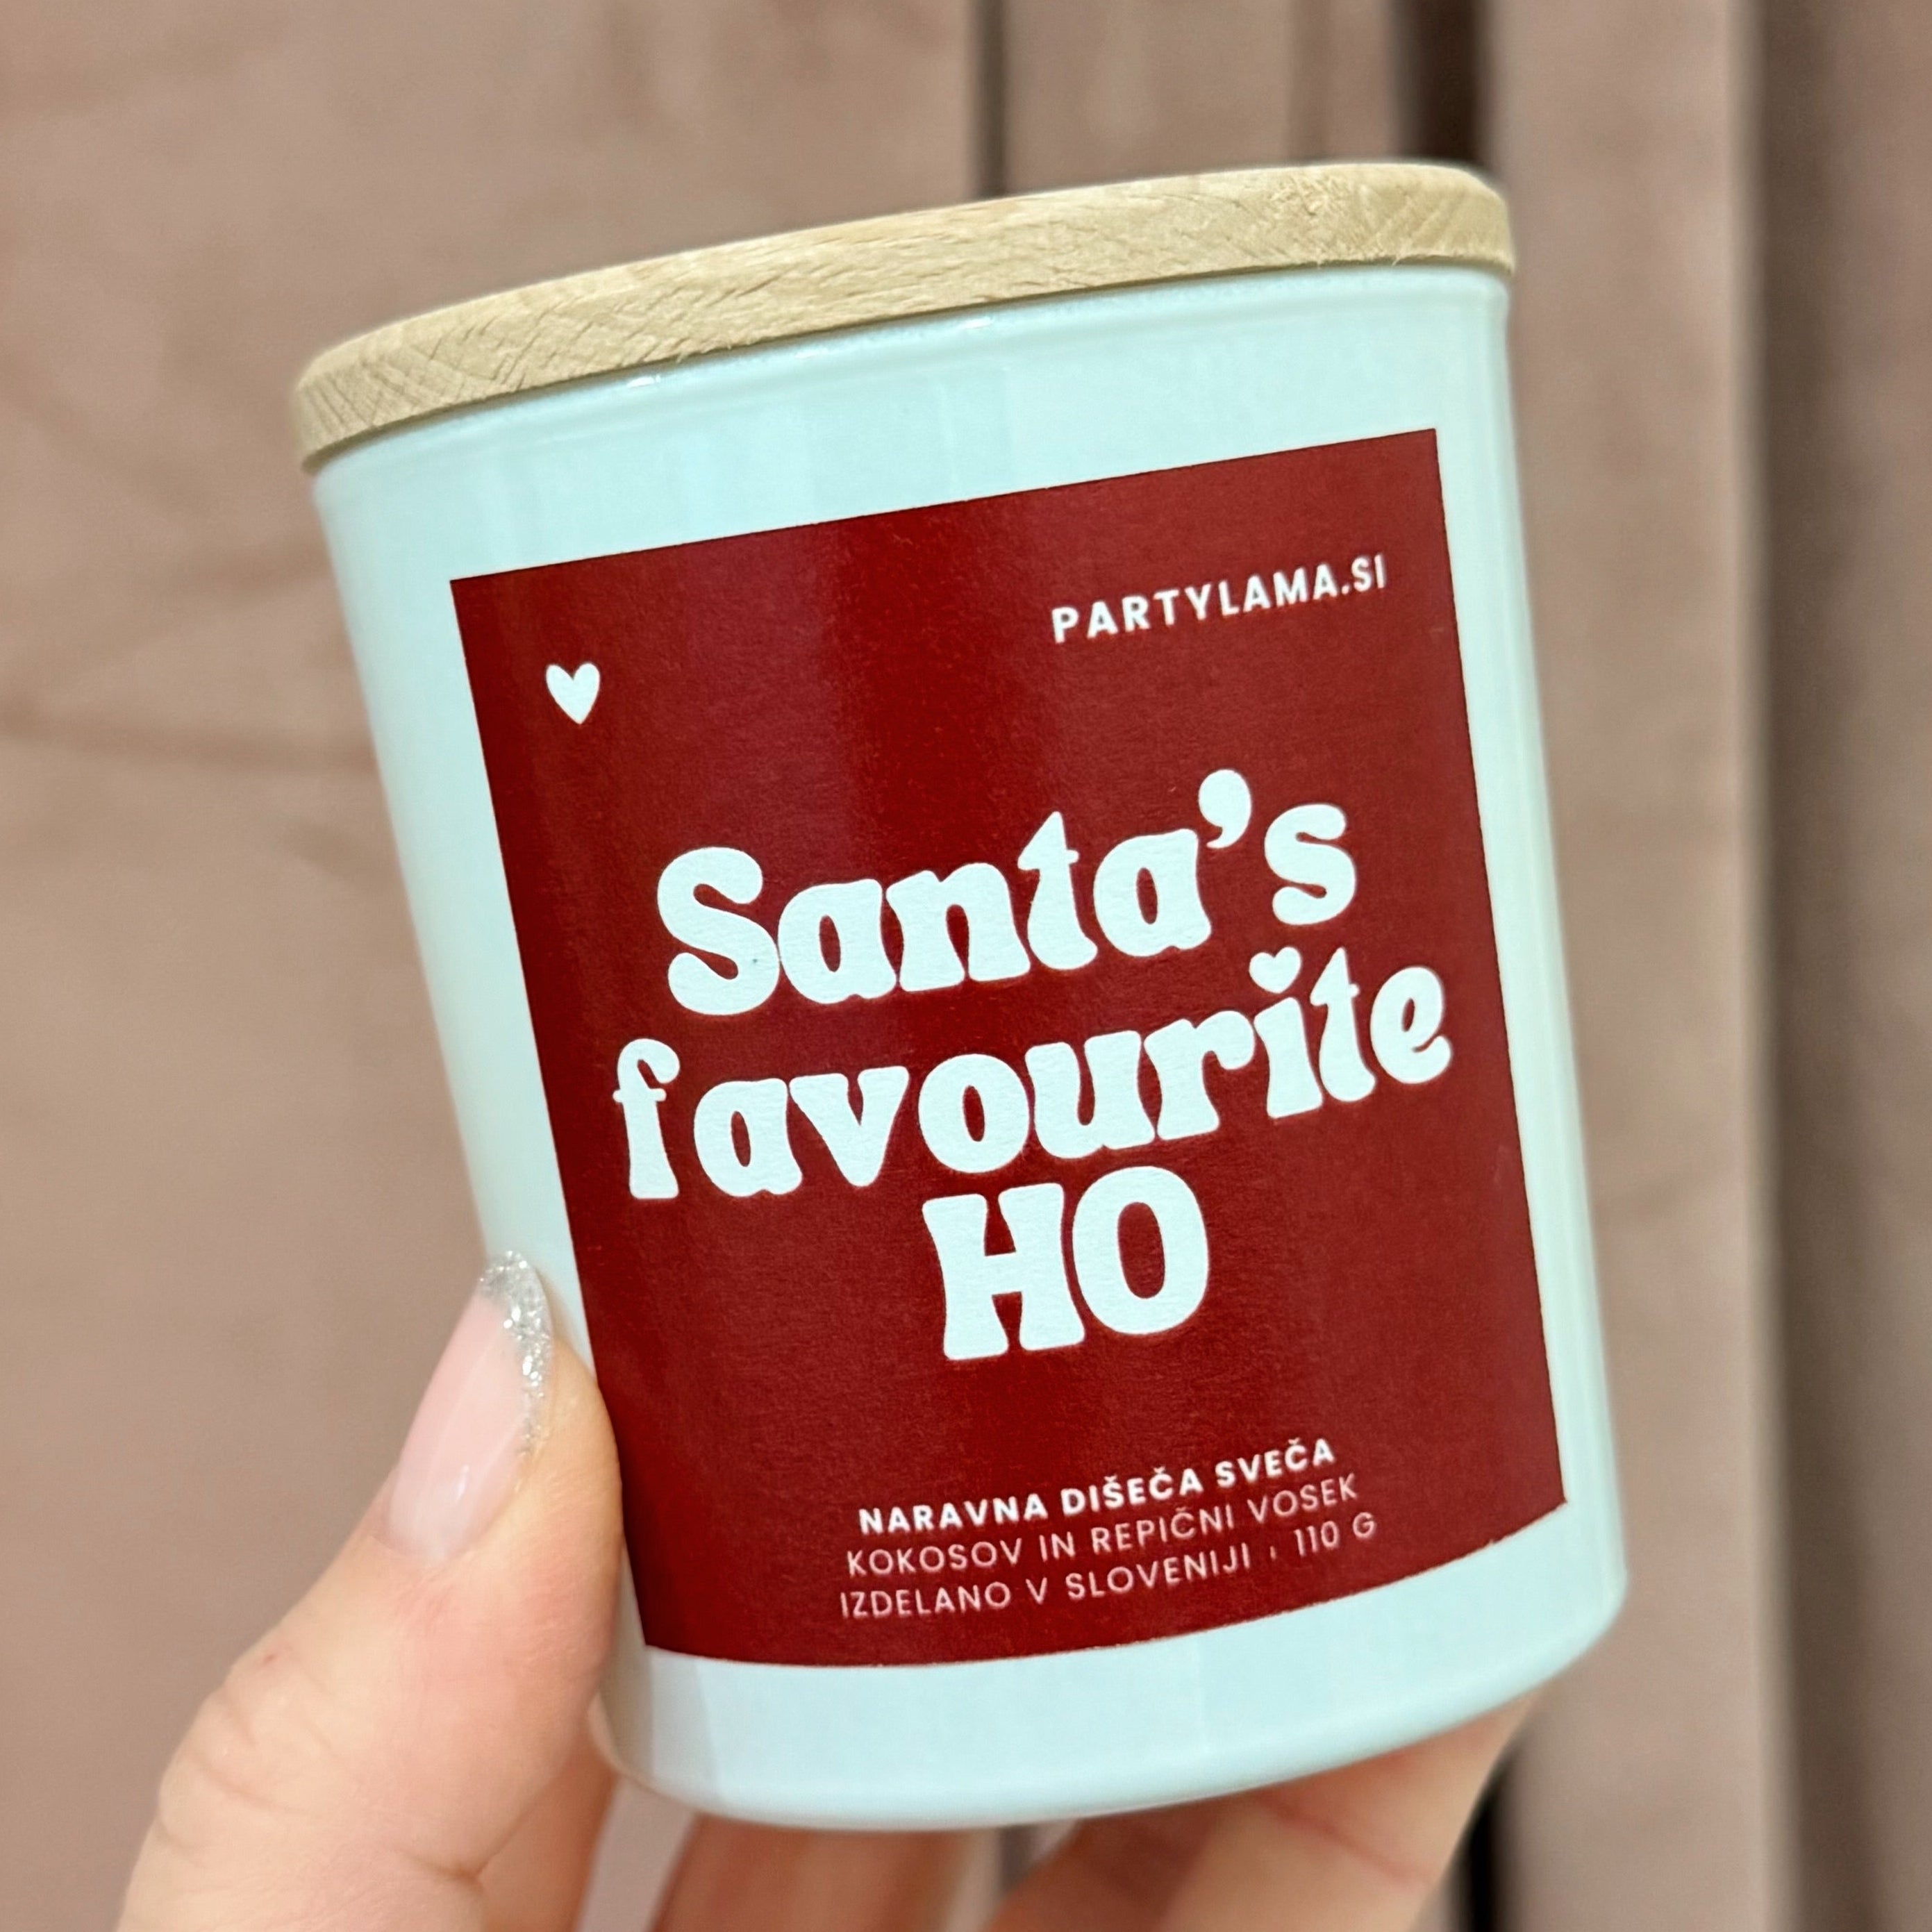 PARTYLAMA.SI
Santa's
favourite
HO
NARAVNA DIŠEČA SVEČA
KOKOSOV IN REPIČNI VOSEK
IZDELANO V SLOVENIJI · 110 G